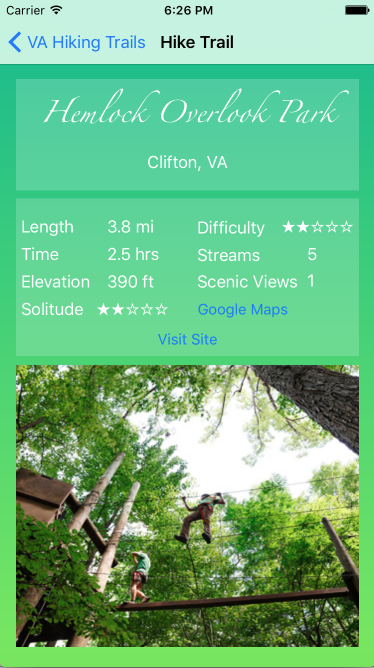 Carrier 6:26 PM
VA Hiking Trails Hike Trail
Hemlock Overlook Park
Clifton, VA
Length 3.8 mi Difficulty ★★☆☆☆
Time 2.5 hrs Streams 5
Elevation 390 ft Scenic Views 1
Solitude ★★☆☆☆ Google Maps
Visit Site